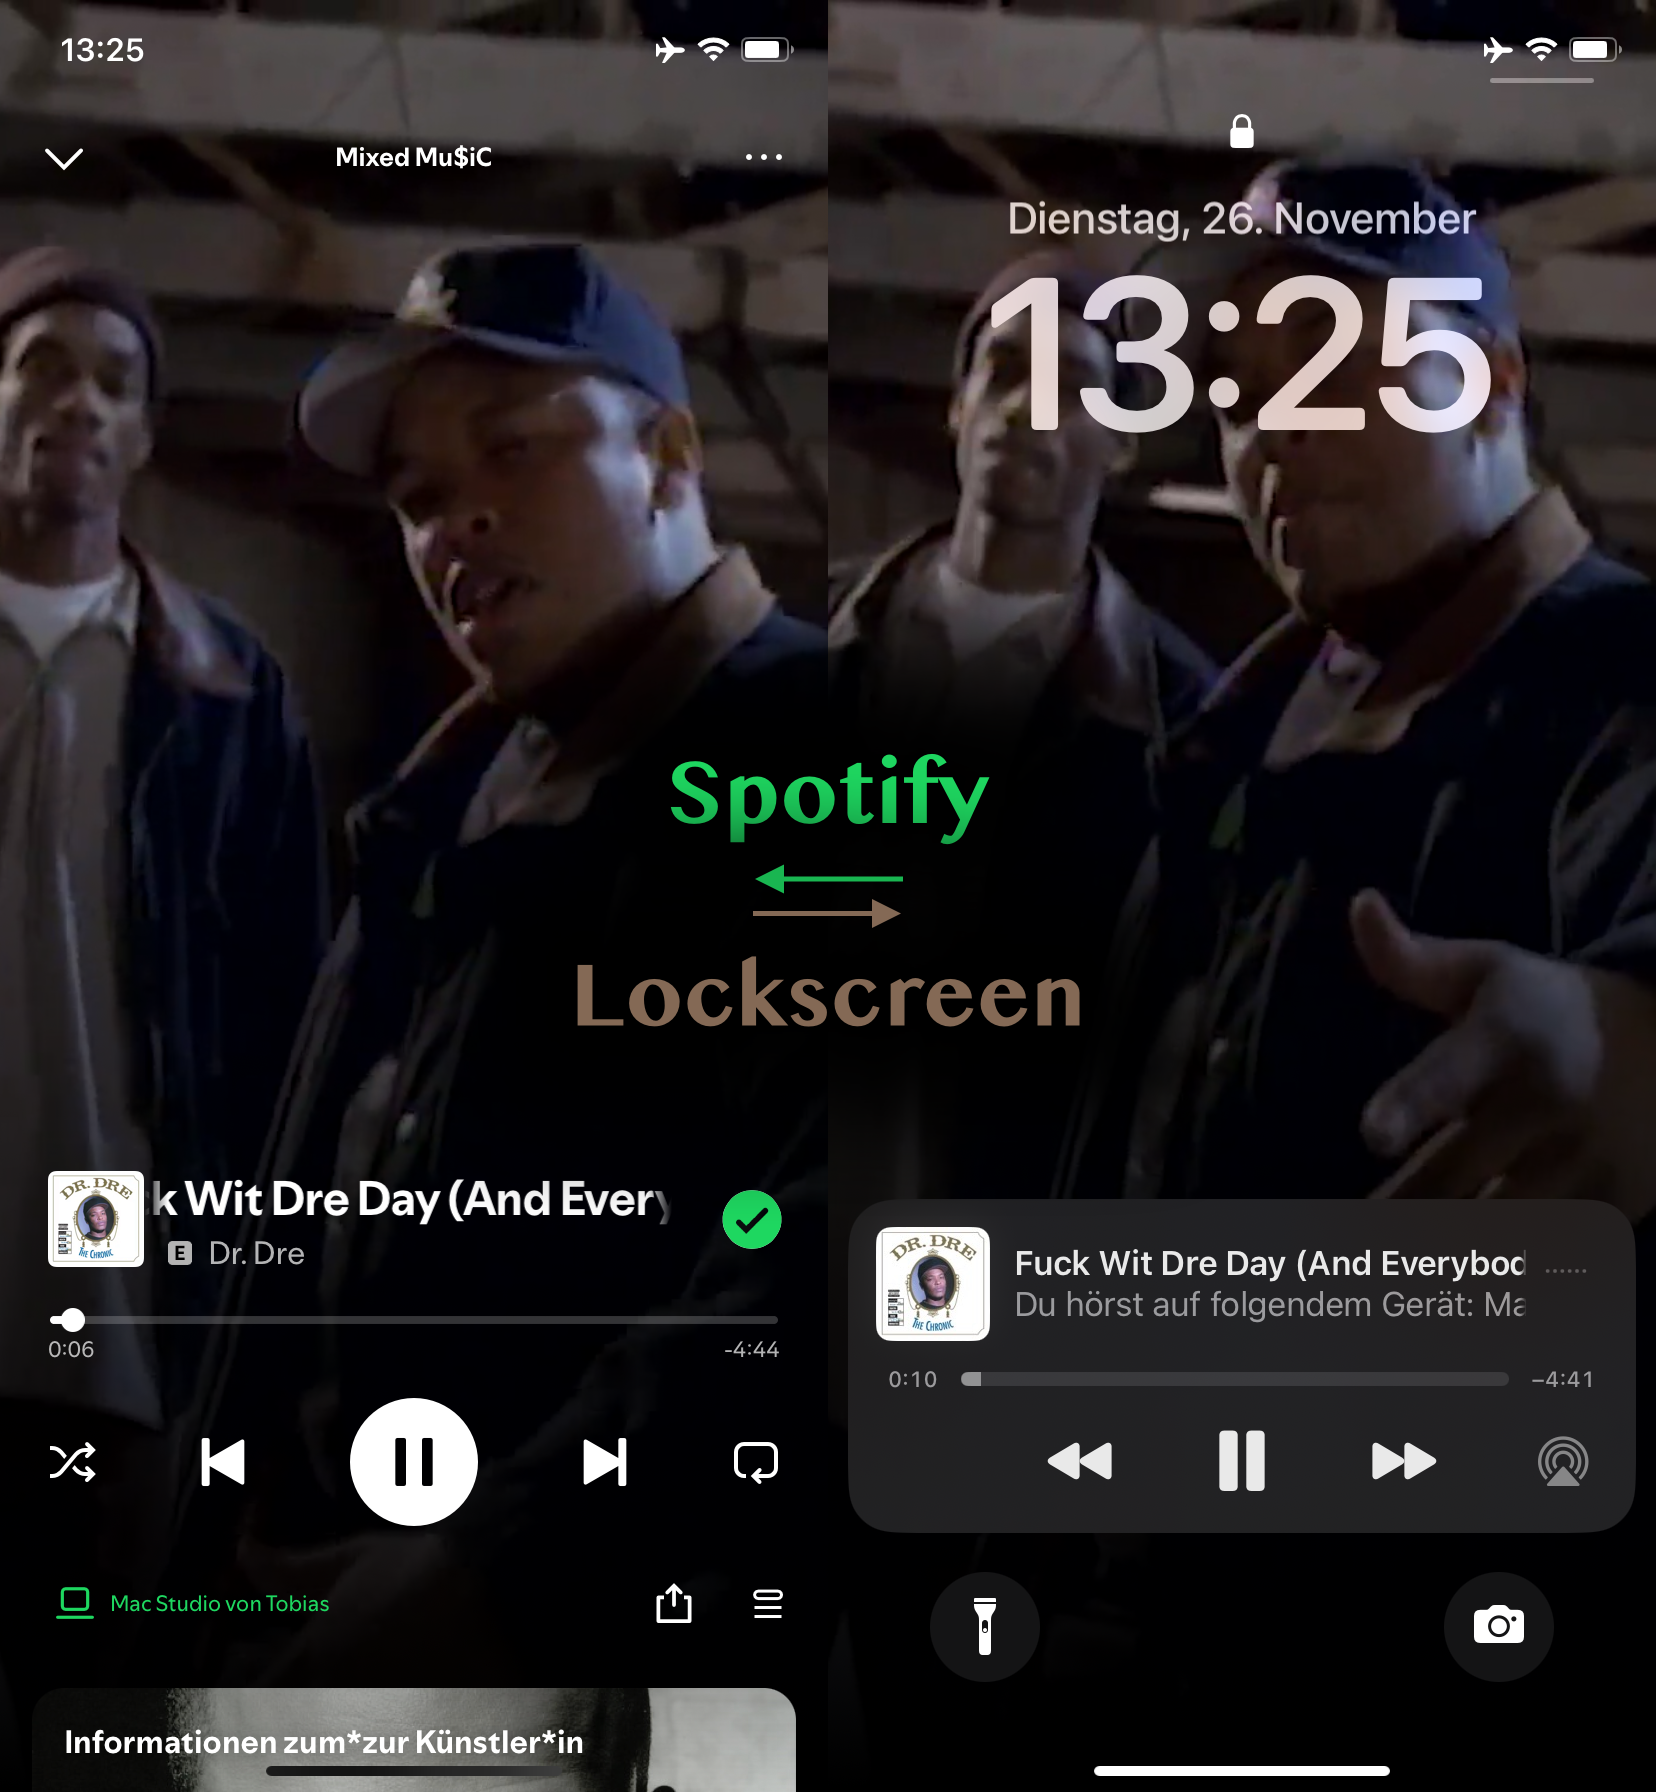 13:25
Mixed Mu$iC
Dienstag, 26. November
13:25
Spotify
Lockscreen
DR. DRE
THE CHRONIC
k Wit Dre Day (And Every
E Dr. Dre
0:06
-4:44
Mac Studio von Tobias
Informationen zum*zur Künstler*in
DR. DRE
THE CHRONIC
Fuck Wit Dre Day (And Everybod
Du hörst auf folgendem Gerät: Ma
0:10
−4:41